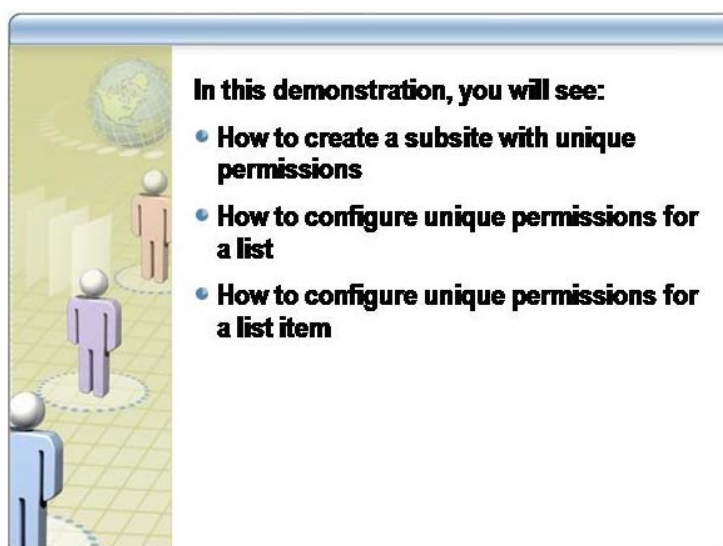 In this demonstration, you will see:
How to create a subsite with unique
permissions
How to configure unique permissions for
a list
How to configure unique permissions for
a list item